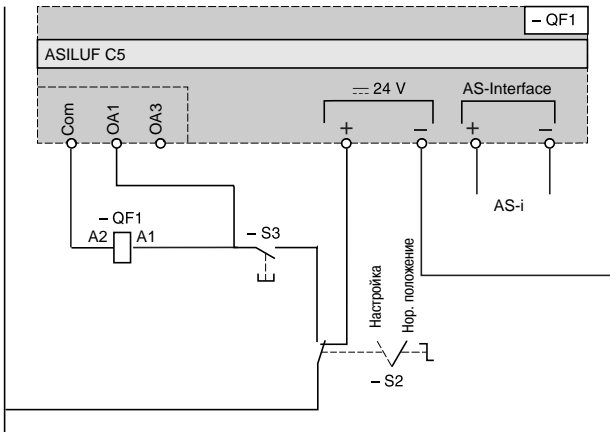 – QF1
ASILUF C5
24 V
AS-Interface
Com
OA1
OA3
+
–
+
–
AS-i
– QF1
A2
A1
– S3
Настройка
Нор. положение
– S2